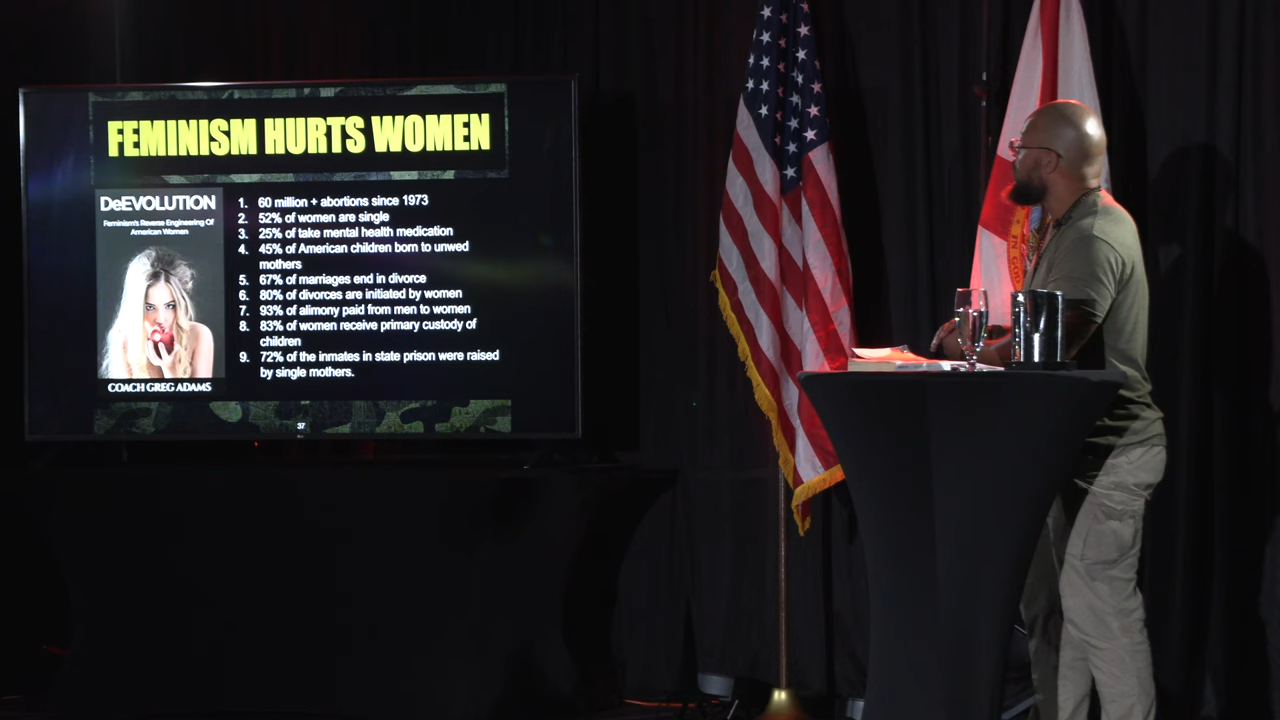 FEMINISM HURTS WOMEN
DeEVOLUTION
Feminism's Reverse Engineering Of
American Women
COACH GREG ADAMS
1. 60 million + abortions since 1973
2. 52% of women are single
3. 25% of take mental health medication
4. 45% of American children born to unwed
mothers
5. 67% of marriages end in divorce
6. 80% of divorces are initiated by women
7. 93% of alimony paid from men to women
8. 83% of women receive primary custody of
children
9. 72% of the inmates in state prison were raised
by single mothers.
37
IN GOD